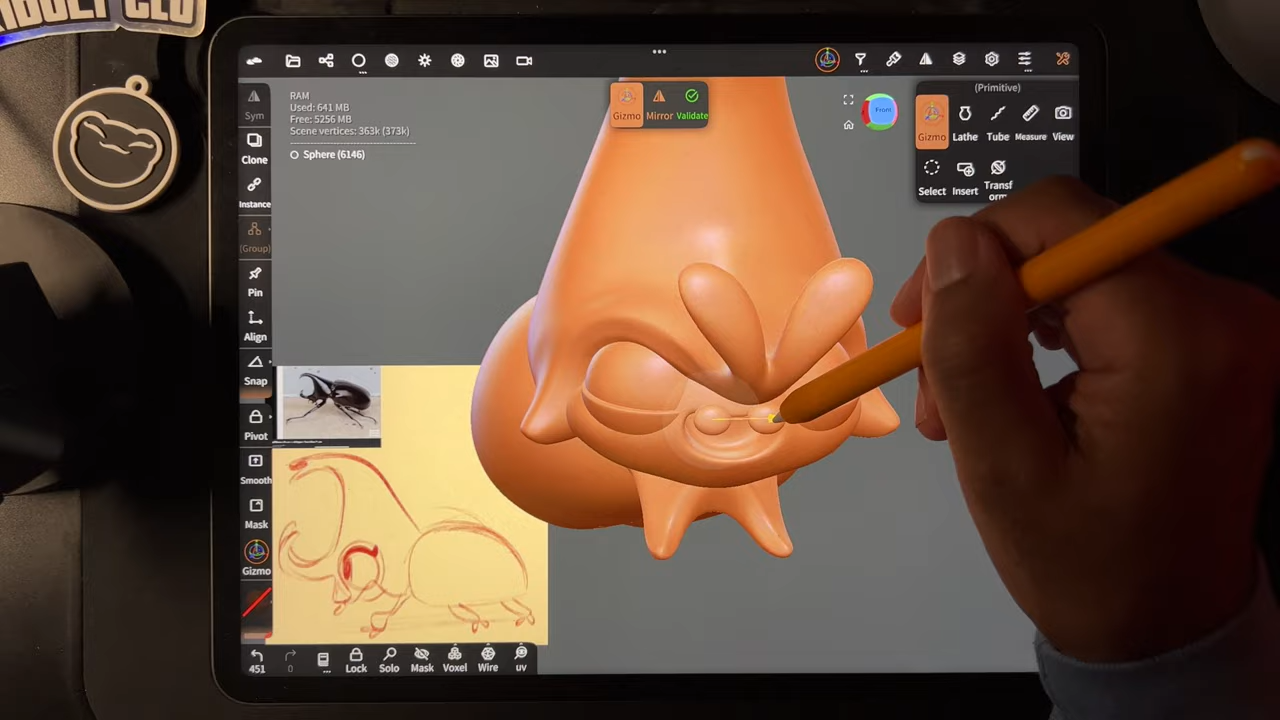 RAM
Used: 641 MB
Free: 5256 MB
Scene vertices: 363k (373k)
Sphere (6146)
Gizmo
Mirror
Validate
Front
(Primitive)
Gizmo
Lathe
Tube
Measure
View
Select
Insert
Transf
orm
Sym
Clone
Instance
(Group)
Pin
Align
Snap
Pivot
Smooth
Mask
Gizmo
451
0
Lock
Solo
Mask
Voxel
Wire
uv